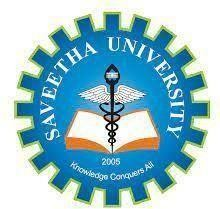 SAVEETHA UNIVERSITY
2005
Knowledge Conquers All